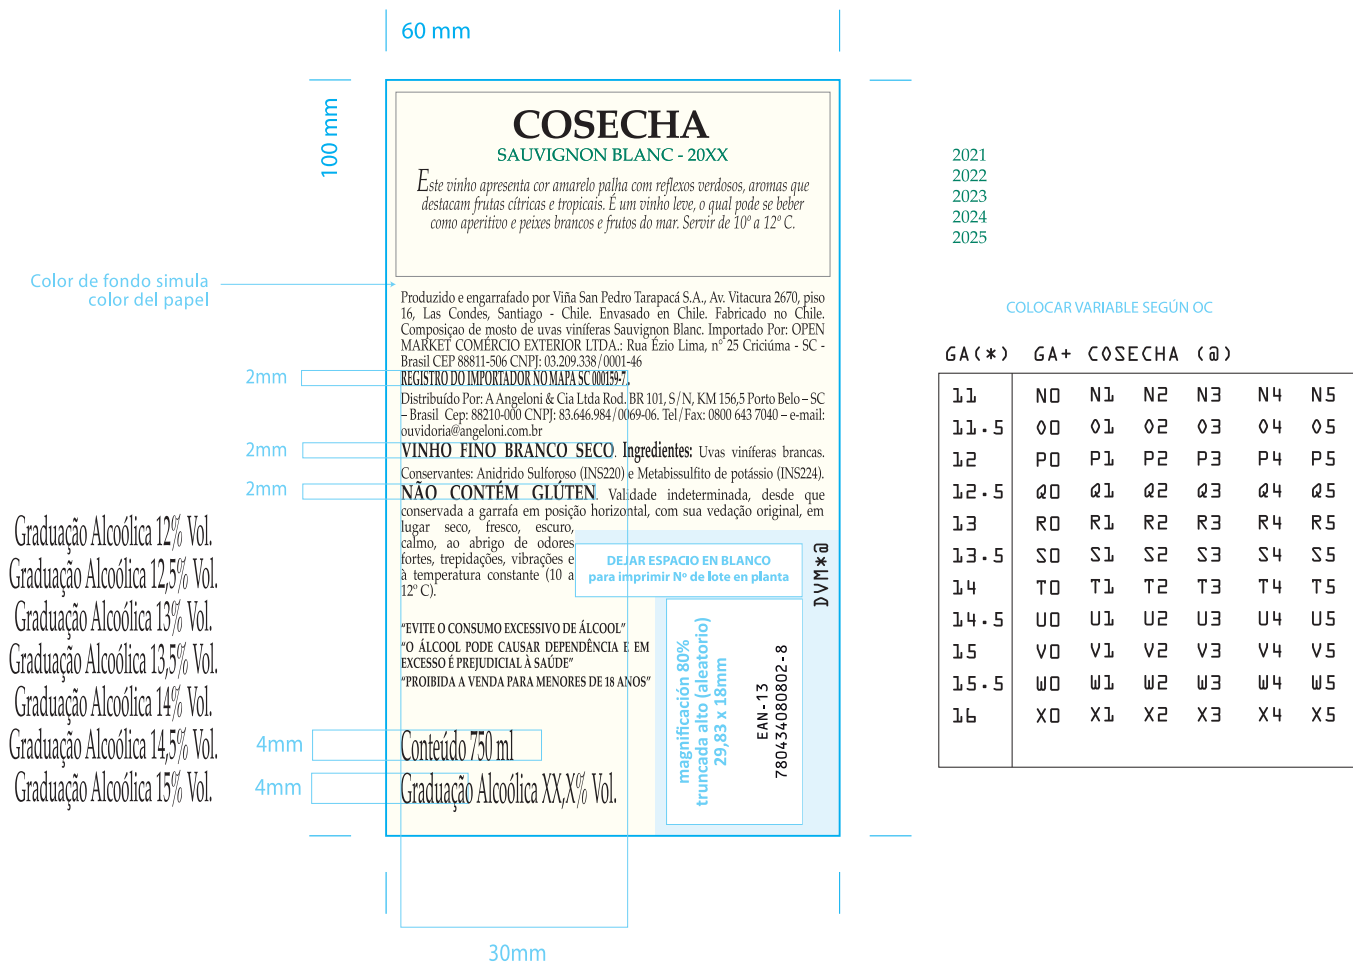 60 mm
100 mm
COSECHA
SAUVIGNON BLANC - 20XX
Este vinho apresenta cor amarelo palha com reflexos verdosos, aromas que
destacam frutas cítricas e tropicais. É um vinho leve, o qual pode se beber
como aperitivo e peixes brancos e frutos do mar. Servir de 10º a 12º C.
Color de fondo simula
color del papel
Produzido e engarrafado por Viña San Pedro Tarapacá S.A., Av. Vitacura 2670, piso
16, Las Condes, Santiago - Chile. Envasado en Chile. Fabricado no Chile.
Composiçao de mosto de uvas viníferas Sauvignon Blanc. Importado Por: OPEN
MARKET COMÉRCIO EXTERIOR LTDA.: Rua Ézio Lima, nº 25 Criciúma - SC -
Brasil CEP 88811-506 CNPJ: 03.209.338/0001-46
2mm
REGISTRO DO IMPORTADOR NO MAPA SC 000159-7.
Distribuído Por: A Angeloni & Cia Ltda Rod. BR 101, S/N, KM 156,5 Porto Belo – SC
– Brasil Cep: 88210-000 CNPJ: 83.646.984/0069-06. Tel/Fax: 0800 643 7040 – e-mail:
ouvidoria@angeloni.com.br
2mm
VINHO FINO BRANCO SECO. Ingredientes: Uvas viníferas brancas.
Conservantes: Anidrido Sulforoso (INS220) e Metabissulfito de potássio (INS224).
2mm
NÃO CONTÉM GLÚTEN. Validade indeterminada, desde que
conservada a garrafa em posição horizontal, com sua vedação original, em
lugar seco, fresco, escuro,
calmo, ao abrigo de odores
fortes, trepidações, vibrações e
à temperatura constante (10 a
12º C).
DEJAR ESPACIO EN BLANCO
para imprimir Nº de lote en planta
DVM*@
"EVITE O CONSUMO EXCESSIVO DE ÁLCOOL"
"O ÁLCOOL PODE CAUSAR DEPENDÊNCIA E EM
EXCESSO É PREJUDICIAL À SAÚDE"
"PROIBIDA A VENDA PARA MENORES DE 18 ANOS"
magnificación 80%
truncada alto (aleatorio)
29,83 x 18mm
EAN-13
7804340800802-8
4mm
Conteúdo 750 ml
4mm
Graduação Alcoólica XX,X% Vol.
30mm
Graduação Alcoólica 12% Vol.
Graduação Alcoólica 12,5% Vol.
Graduação Alcoólica 13% Vol.
Graduação Alcoólica 13,5% Vol.
Graduação Alcoólica 14% Vol.
Graduação Alcoólica 14,5% Vol.
Graduação Alcoólica 15% Vol.
2021
2022
2023
2024
2025
COLOCAR VARIABLE SEGÚN OC
GA(*) GA+ COSECHA (@)
11 N0 N1 N2 N3 N4 N5
11.5 O0 O1 O2 O3 O4 O5
12 P0 P1 P2 P3 P4 P5
12.5 Q0 Q1 Q2 Q3 Q4 Q5
13 R0 R1 R2 R3 R4 R5
13.5 S0 S1 S2 S3 S4 S5
14 T0 T1 T2 T3 T4 T5
14.5 U0 U1 U2 U3 U4 U5
15 V0 V1 V2 V3 V4 V5
15.5 W0 W1 W2 W3 W4 W5
16 X0 X1 X2 X3 X4 X5